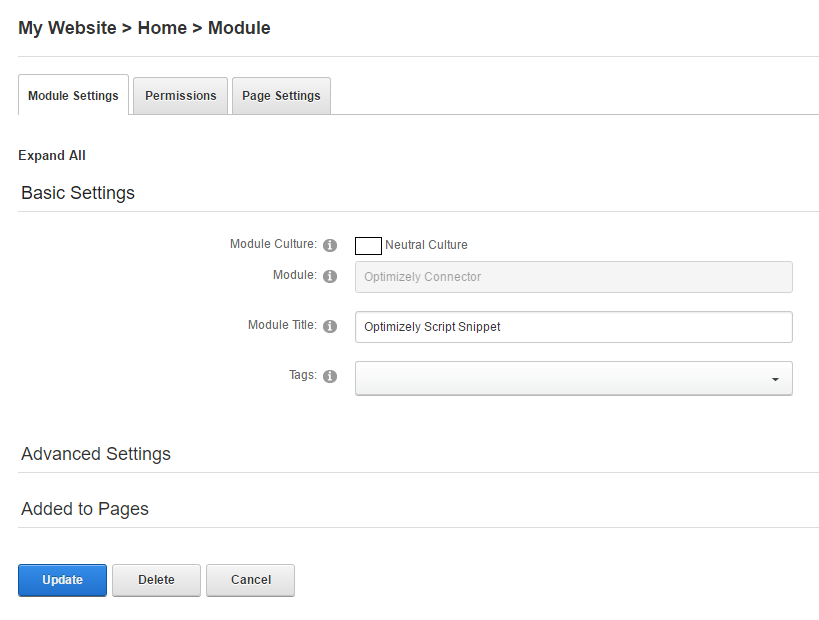 My Website > Home > Module
Module Settings
Permissions
Page Settings
Expand All
Basic Settings
Module Culture:
Neutral Culture
Module:
Optimizely Connector
Module Title:
Optimizely Script Snippet
Tags:
Advanced Settings
Added to Pages
Update
Delete
Cancel